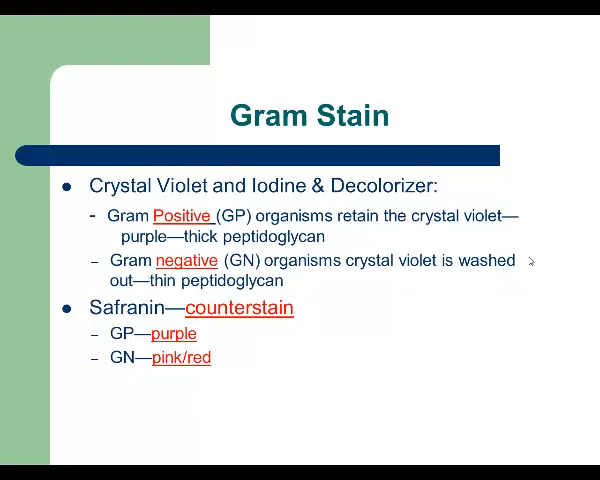 Gram Stain
● Crystal Violet and Iodine & Decolorizer:
- Gram Positive (GP) organisms retain the crystal violet—
purple—thick peptidoglycan
– Gram negative (GN) organisms crystal violet is washed
out—thin peptidoglycan
● Safranin—counterstain
– GP—purple
– GN—pink/red